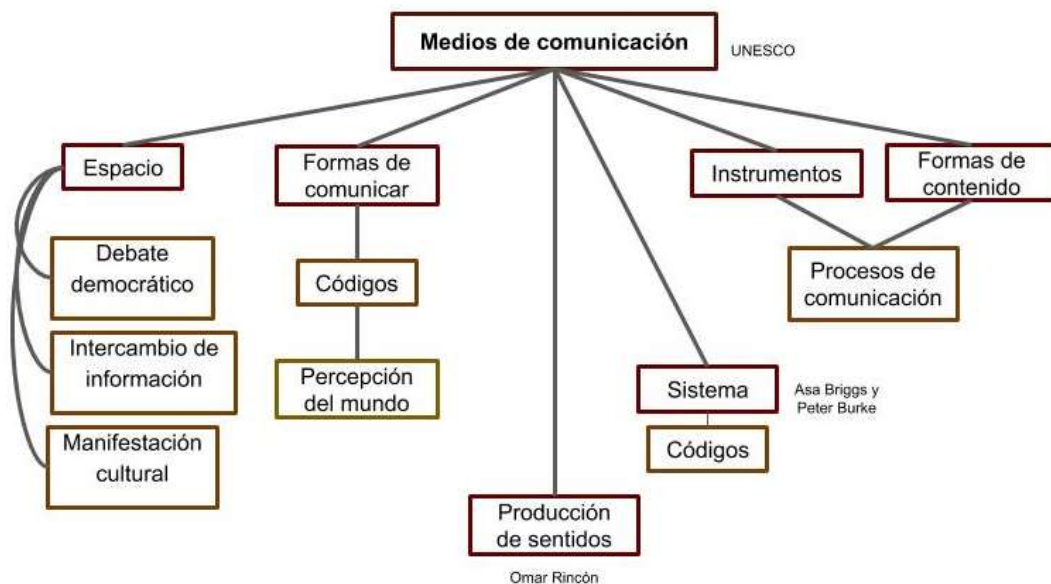 Medios de comunicación
UNESCO
Espacio
Formas de
comunicar
Instrumentos
Formas de
contenido
Debate
democrático
Códigos
Procesos de
comunicación
Intercambio de
información
Percepción
del mundo
Sistema
Asa Briggs y
Peter Burke
Manifestación
cultural
Códigos
Producción
de sentidos
Omar Rincón